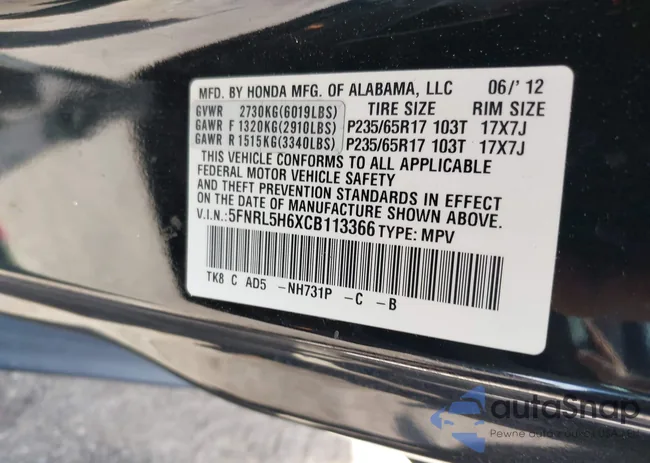 MFD. BY HONDA MFG. OF ALABAMA, LLC 06/'12
GVWR 2730KG(6019LBS) TIRE SIZE RIM SIZE
GAWR F 1320KG(2910LBS) P235/65R17 103T 17X7J
GAWR R 1515KG(3340LBS) P235/65R17 103T 17X7J
THIS VEHICLE CONFORMS TO ALL APPLICABLE
FEDERAL MOTOR VEHICLE SAFETY
AND THEFT PREVENTION STANDARDS IN EFFECT
ON THE DATE OF MANUFACTURE SHOWN ABOVE.
V.I.N.:5FNRL5H6XCB113366 TYPE: MPV
TK8 C AD5 -NH731P -C -B
autoSnap
Pewne auto